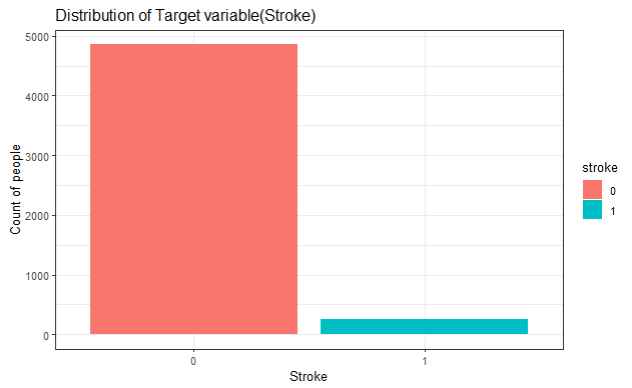 Distribution of Target variable(Stroke)
5000
4000
3000
2000
1000
0
Count of people
0
1
Stroke
stroke
0
1